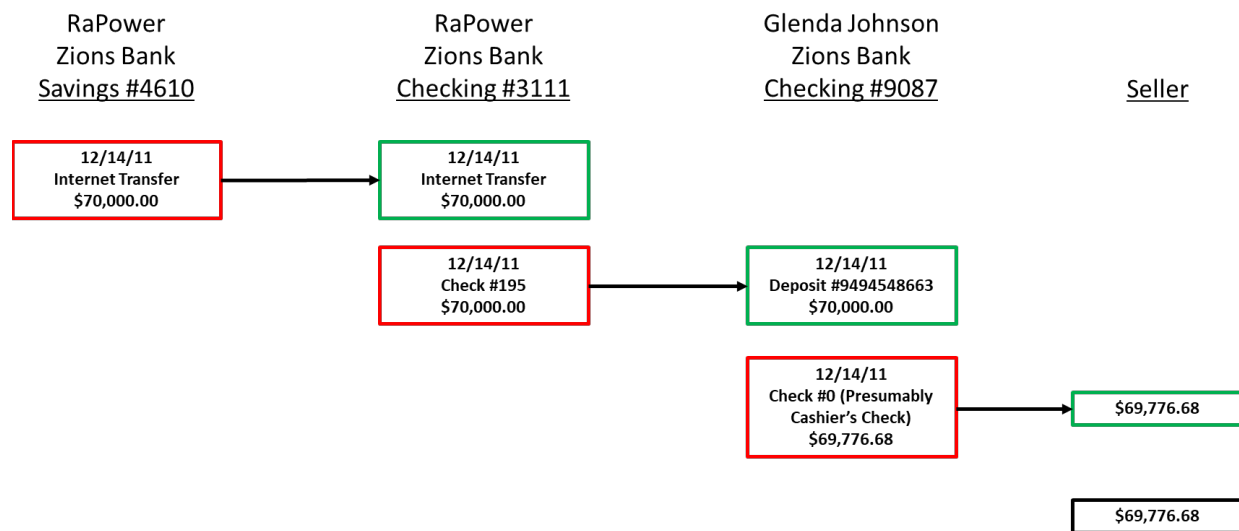 RaPower
Zions Bank
Savings #4610
RaPower
Zions Bank
Checking #3111
Glenda Johnson
Zions Bank
Checking #9087
Seller
12/14/11
Internet Transfer
$70,000.00
12/14/11
Internet Transfer
$70,000.00
12/14/11
Check #195
$70,000.00
12/14/11
Deposit #9494548663
$70,000.00
12/14/11
Check #0 (Presumably
Cashier's Check)
$69,776.68
$69,776.68
$69,776.68